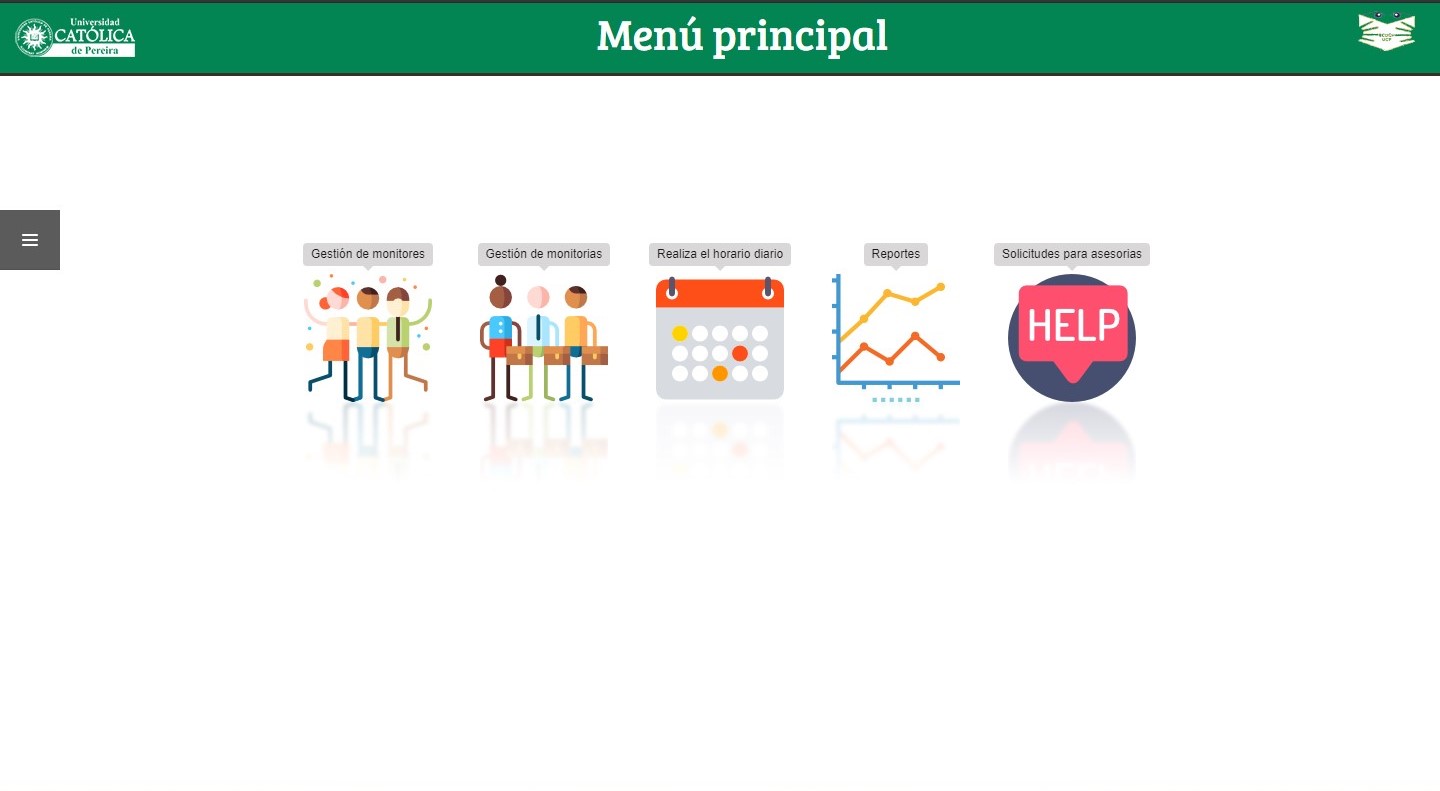 Universidad
CATÓLICA
de Pereira
Menú principal
Gestión de monitores
Gestión de monitorias
Realiza el horario diario
Reportes
Solicitudes para asesorias
HELP